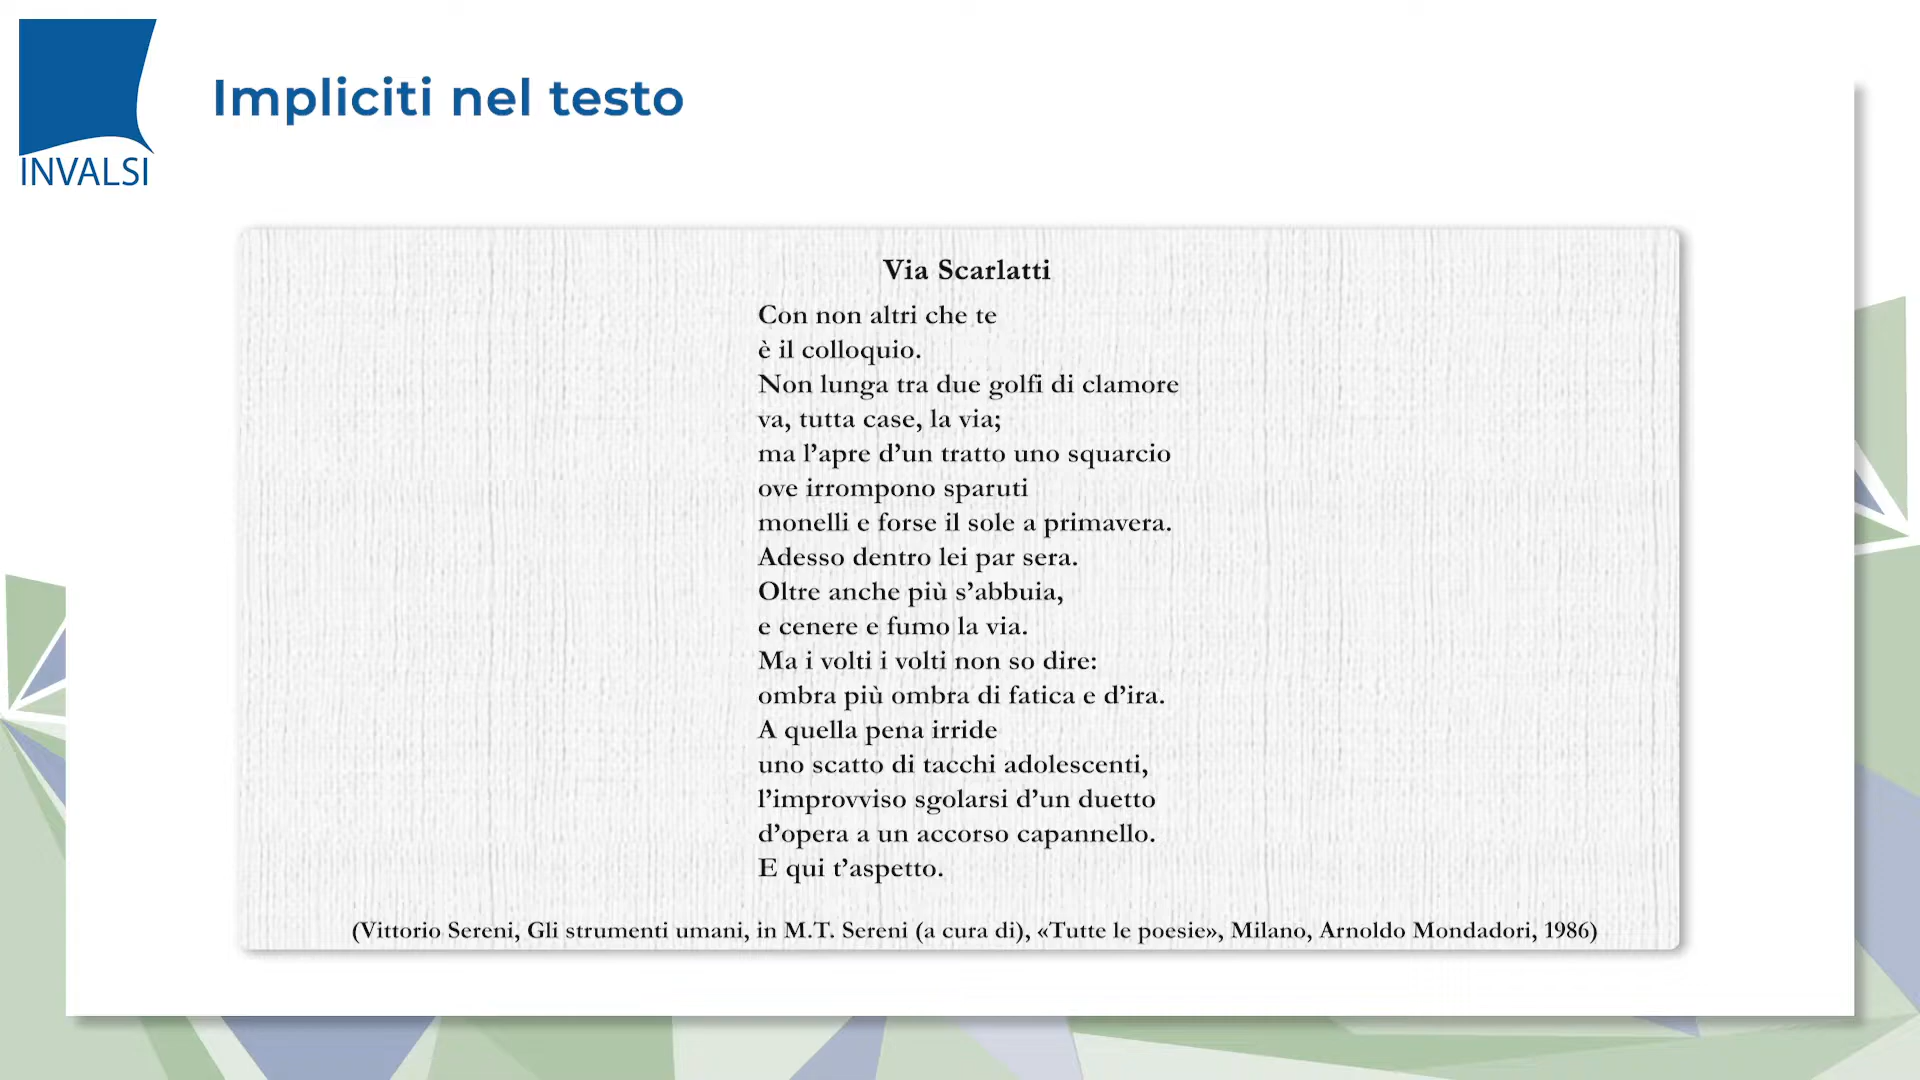 INVALSI
Impliciti nel testo
Via Scarlatti
Con non altri che te
è il colloquio.
Non lunga tra due golfi di clamore
va, tutta case, la via;
ma l’apre d’un tratto uno squarcio
ove irrompono sparuti
monelli e forse il sole a primavera.
Adesso dentro lei par sera.
Oltre anche più s’abbuia,
e cenere e fumo la via.
Ma i volti i volti non so dire:
ombra più ombra di fatica e d’ira.
A quella pena irride
uno scatto di tacchi adolescenti,
l’improvviso sgolarsi d’un duetto
d’opera a un accorso capannello.
E qui t’aspetto.
(Vittorio Sereni, Gli strumenti umani, in M.T. Sereni (a cura di), «Tutte le poesie», Milano, Arnoldo Mondadori, 1986)